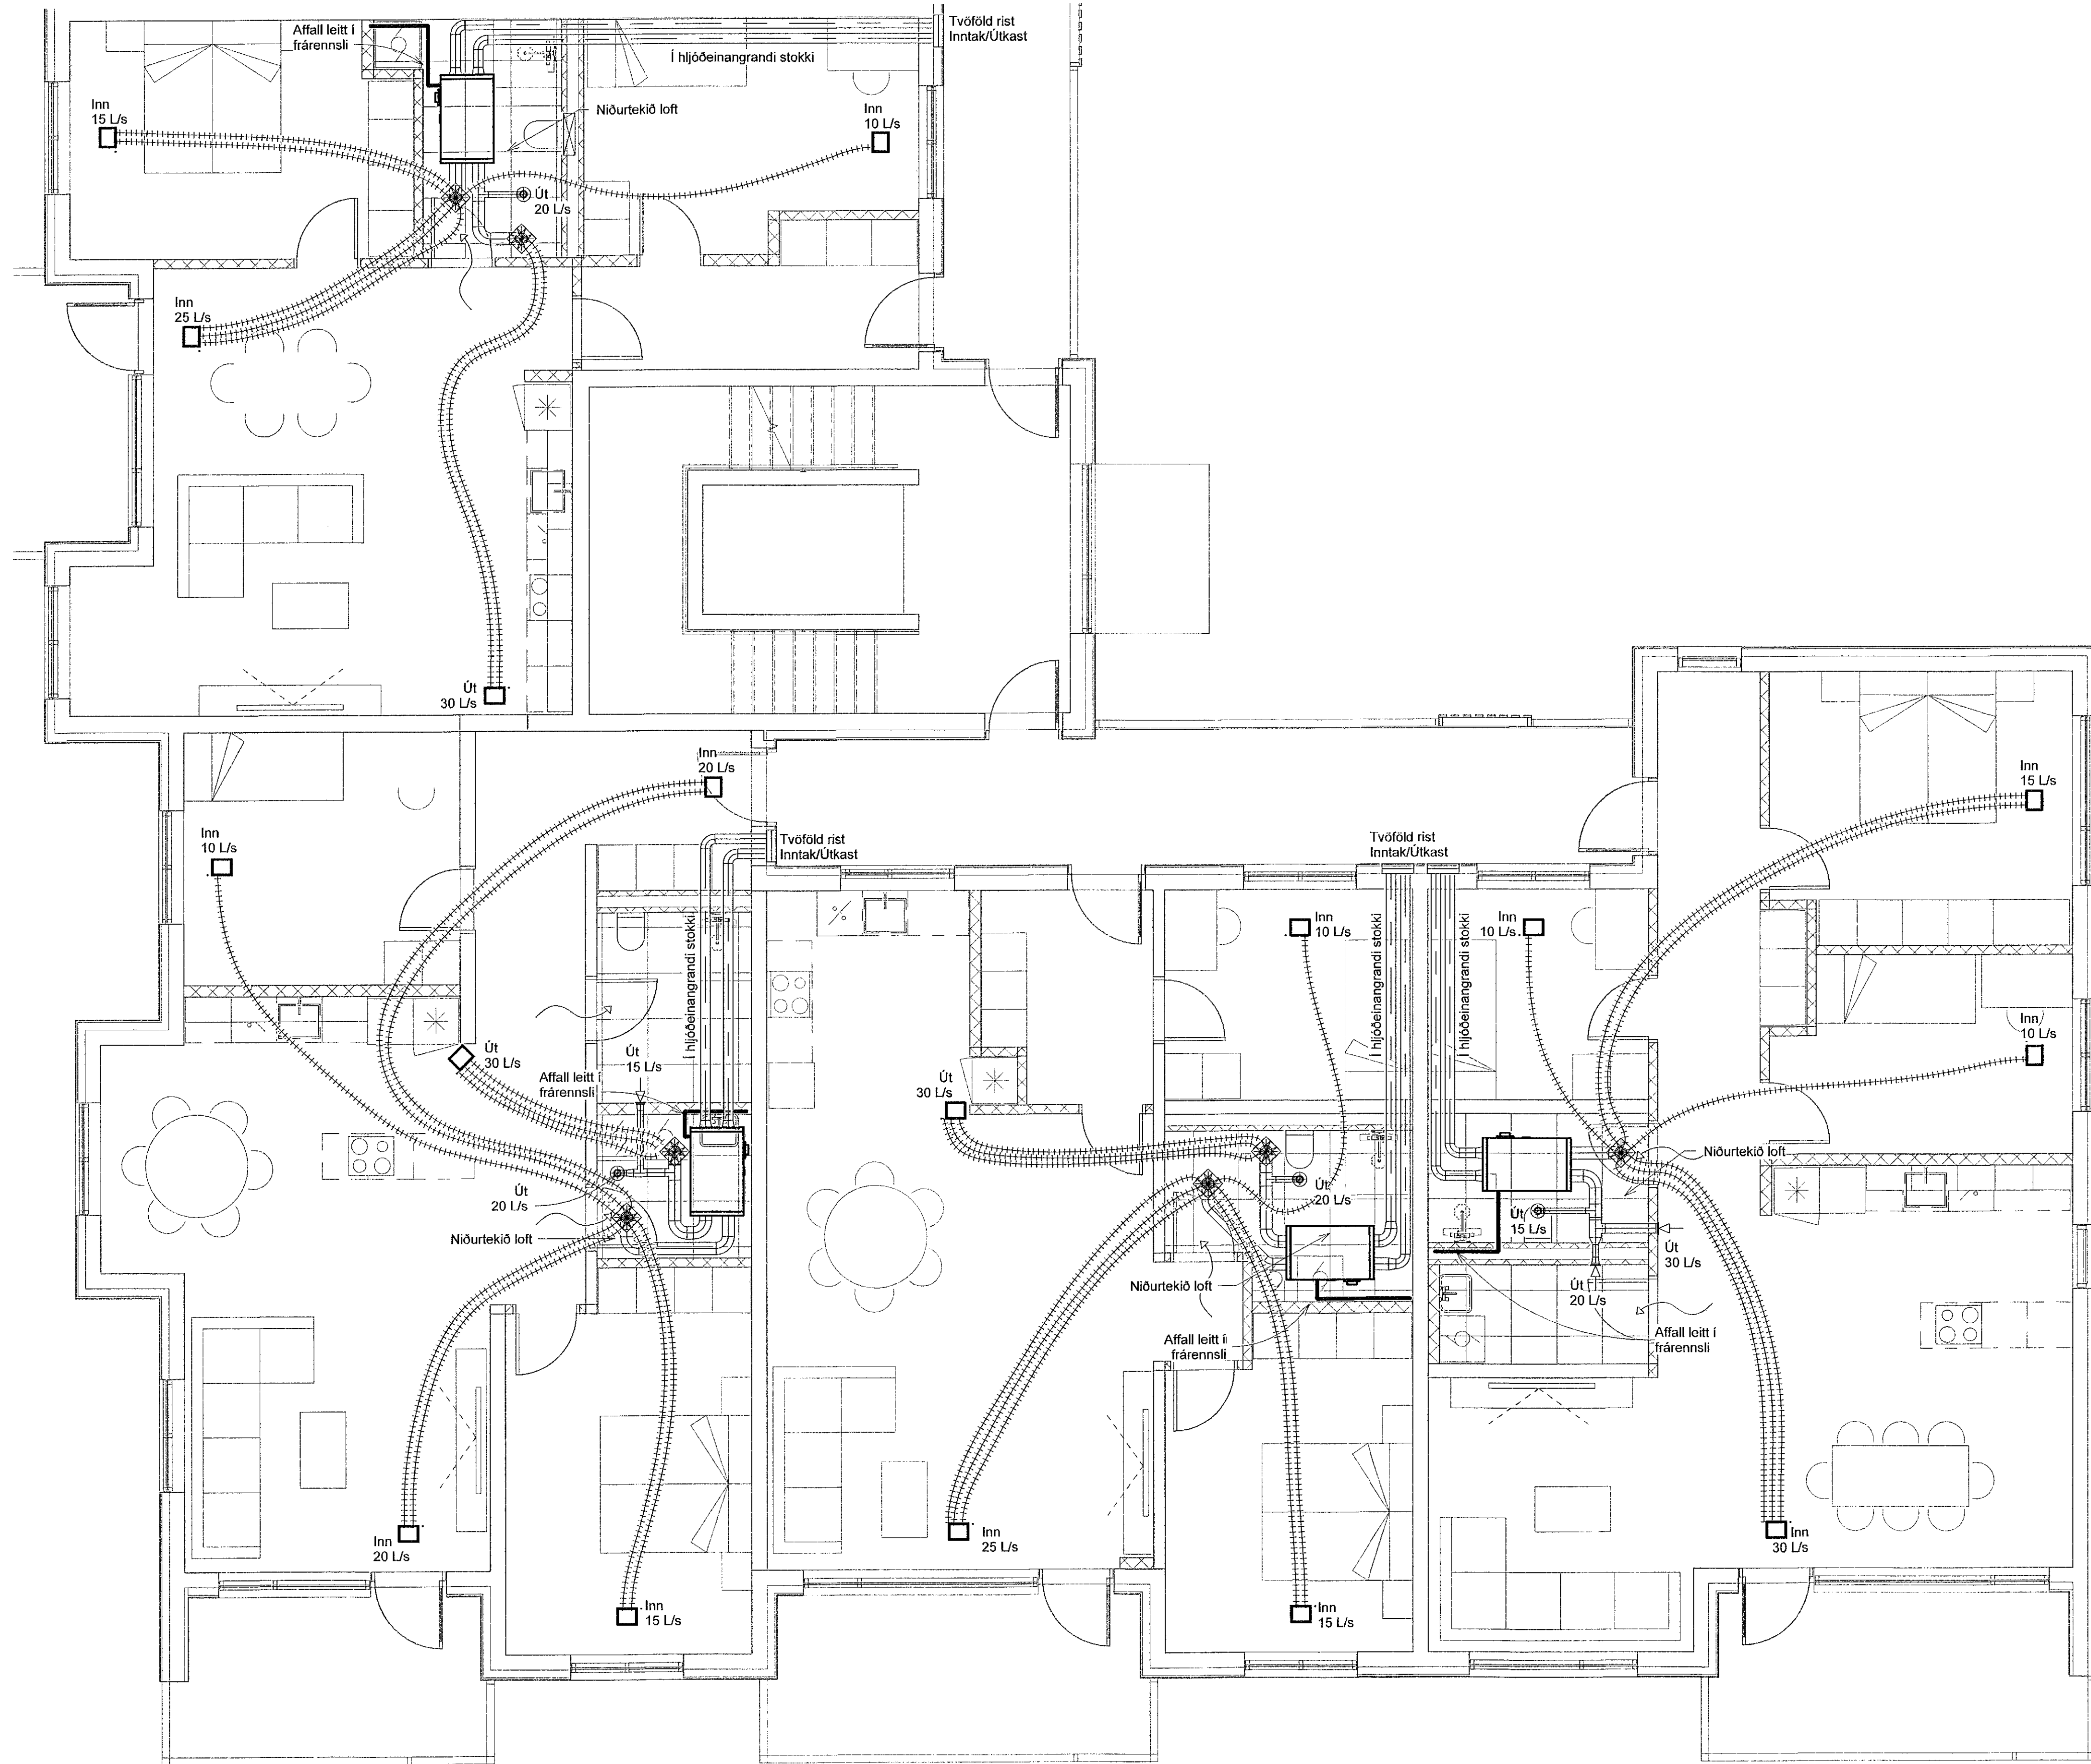 Affall leitt í
frárennsli
Tvöföld rist
Inntak/Útkast
Í hljóðeinangrandi stokki
Inn
15 L/s
Niðurtekið loft
Inn
10 L/s
Út
20 L/s
Inn
25 L/s
Út
30 L/s
Inn
20 L/s
Inn
10 L/s
Tvöföld rist
Inntak/Útkast
Í hljóðeinangrandi stokki
Út
30 L/s
Út
15 L/s
Affall leitt í
frárennsli
Út
20 L/s
Niðurtekið loft
Inn
20 L/s
Inn
15 L/s
Tvöföld rist
Inntak/Útkast
Inn
10 L/s
Í hljóðeinangrandi stokki
Út
30 L/s
Út
20 L/s
Niðurtekið loft
Affall leitt í
frárennsli
Inn
25 L/s
Inn
15 L/s
Í hljóðeinangrandi stokki
Inn
10 L/s
Inn
15 L/s
Inn
10 L/s
Niðurtekið loft
Út
15 L/s
Út
30 L/s
Út
20 L/s
Affall leitt í
frárennsli
Inn
30 L/s